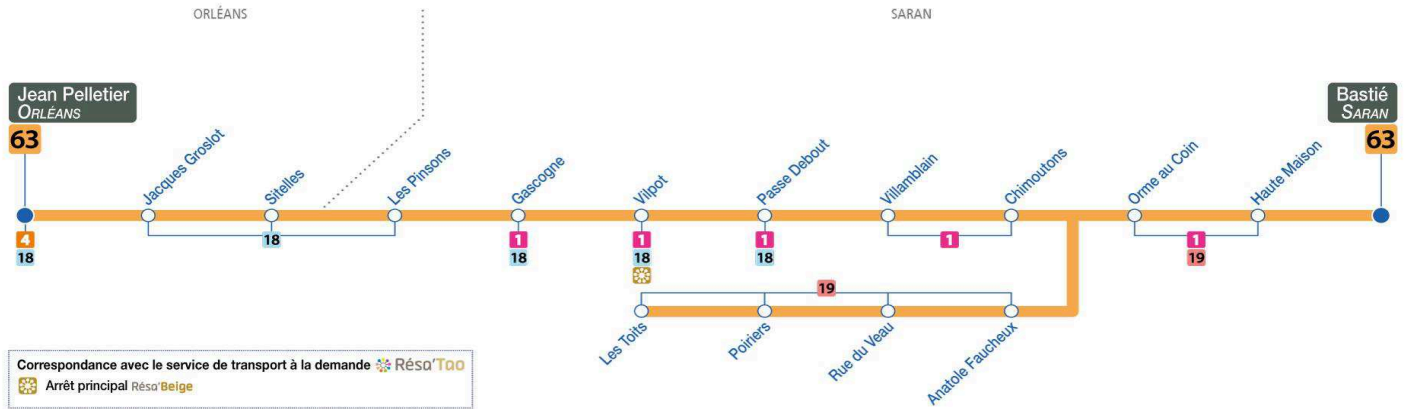 ORLÉANS
SARAN
Jean Pelletier
ORLÉANS
63
Bastié
SARAN
63
Jacques Groslot
Sitelles
Les Pinsons
Gascogne
Vilpot
Passe Debout
Villamblain
Chimoutons
Orme au Coin
Haute Maison
4
18
18
1
18
1
18
1
18
1
1
19
19
Les Toits
Poiriers
Rue du Veau
Anatole Faucheux
Correspondance avec le service de transport à la demande Résa'Tao
Arrêt principal Résa'Beige